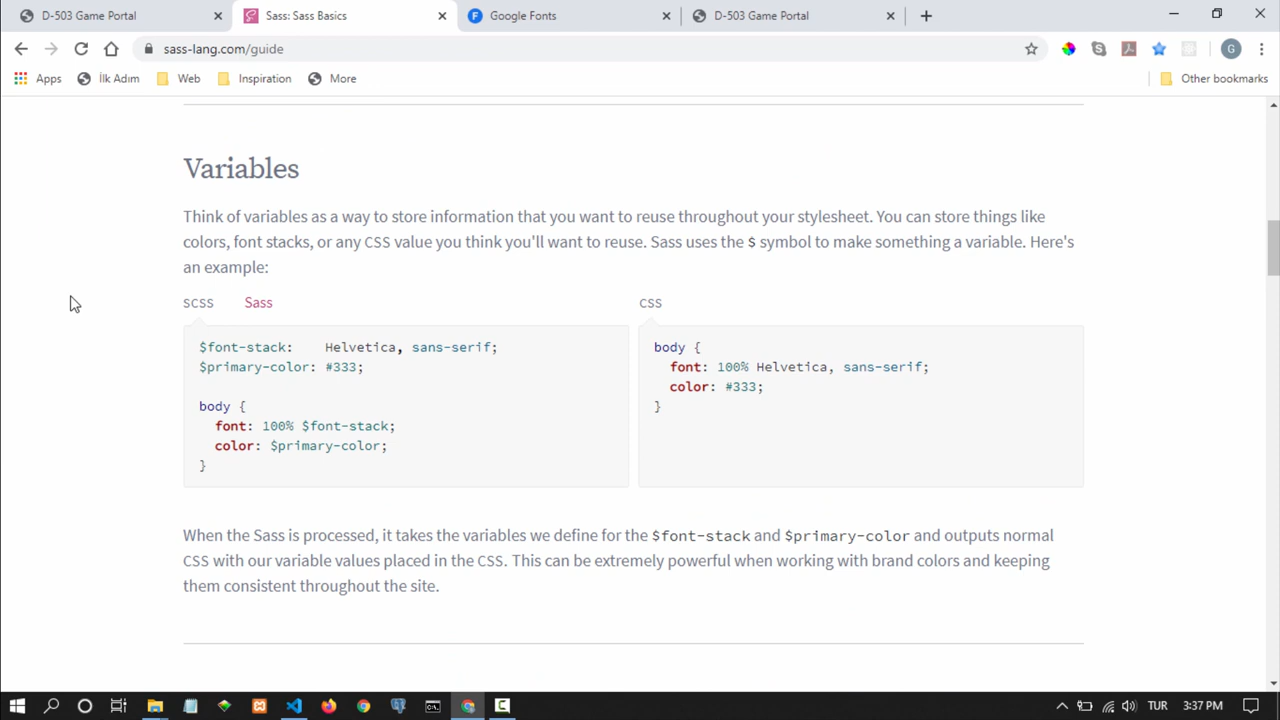 D-503 Game Portal
Sass: Sass Basics
Google Fonts
D-503 Game Portal
sass-lang.com/guide
G
Apps
İlk Adım
Web
Inspiration
More
Other bookmarks
Variables
Think of variables as a way to store information that you want to reuse throughout your stylesheet. You can store things like
colors, font stacks, or any CSS value you think you'll want to reuse. Sass uses the $ symbol to make something a variable. Here's
an example:
SCSS Sass
$font-stack: Helvetica, sans-serif;
$primary-color: #333;
body {
font: 100% $font-stack;
color: $primary-color;
}
CSS
body {
font: 100% Helvetica, sans-serif;
color: #333;
}
When the Sass is processed, it takes the variables we define for the $font-stack and $primary-color and outputs normal
CSS with our variable values placed in the CSS. This can be extremely powerful when working with brand colors and keeping
them consistent throughout the site.
TUR
3:37 PM